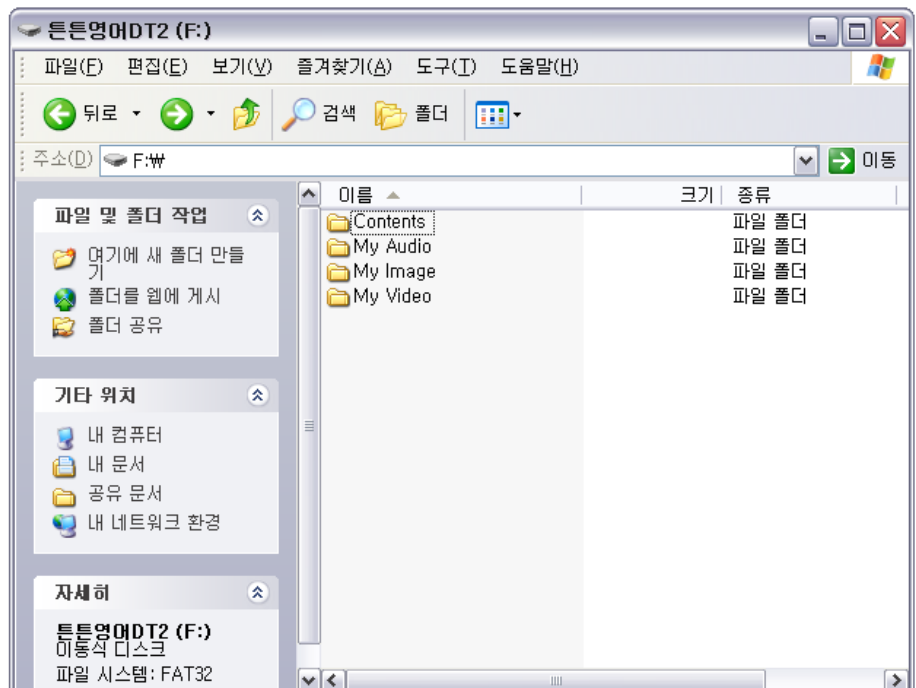 튼튼영어DT2 (F:)
파일(F) 편집(E) 보기(V) 즐겨찾기(A) 도구(T) 도움말(H)
뒤로 검색 폴더
주소(D) F:₩ 이동
이름 크기 종류
Contents 파일 폴더
My Audio 파일 폴더
My Image 파일 폴더
My Video 파일 폴더
파일 및 폴더 작업
여기에 새 폴더 만들
기
폴더를 웹에 게시
폴더 공유
기타 위치
내 컴퓨터
내 문서
공유 문서
내 네트워크 환경
자세히
튼튼영어DT2 (F:)
이동식 디스크
파일 시스템: FAT32